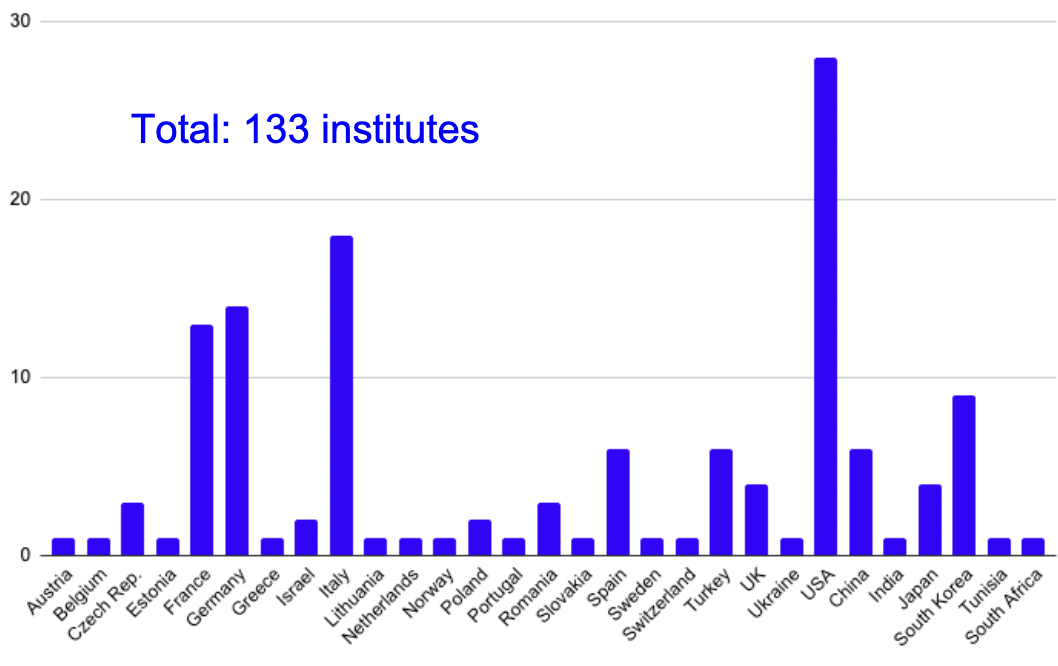 30
Total: 133 institutes
20
10
0
Austria
Belgium
Czech Rep.
Estonia
France
Germany
Greece
Israel
Italy
Lithuania
Netherlands
Norway
Poland
Portugal
Romania
Slovakia
Spain
Sweden
Switzerland
Turkey
UK
Ukraine
USA
China
India
Japan
South Korea
Tunisia
South Africa